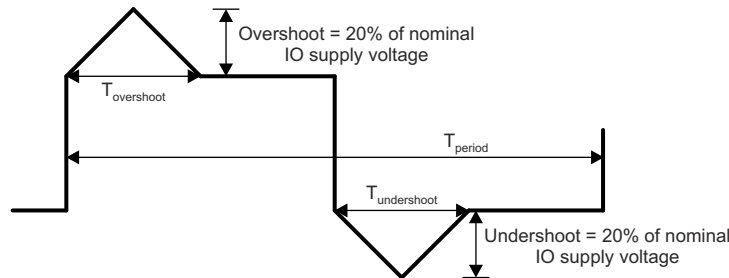 Overshoot = 20% of nominal
IO supply voltage
Tovershoot
Tperiod
Tundershoot
Undershoot = 20% of nominal
IO supply voltage